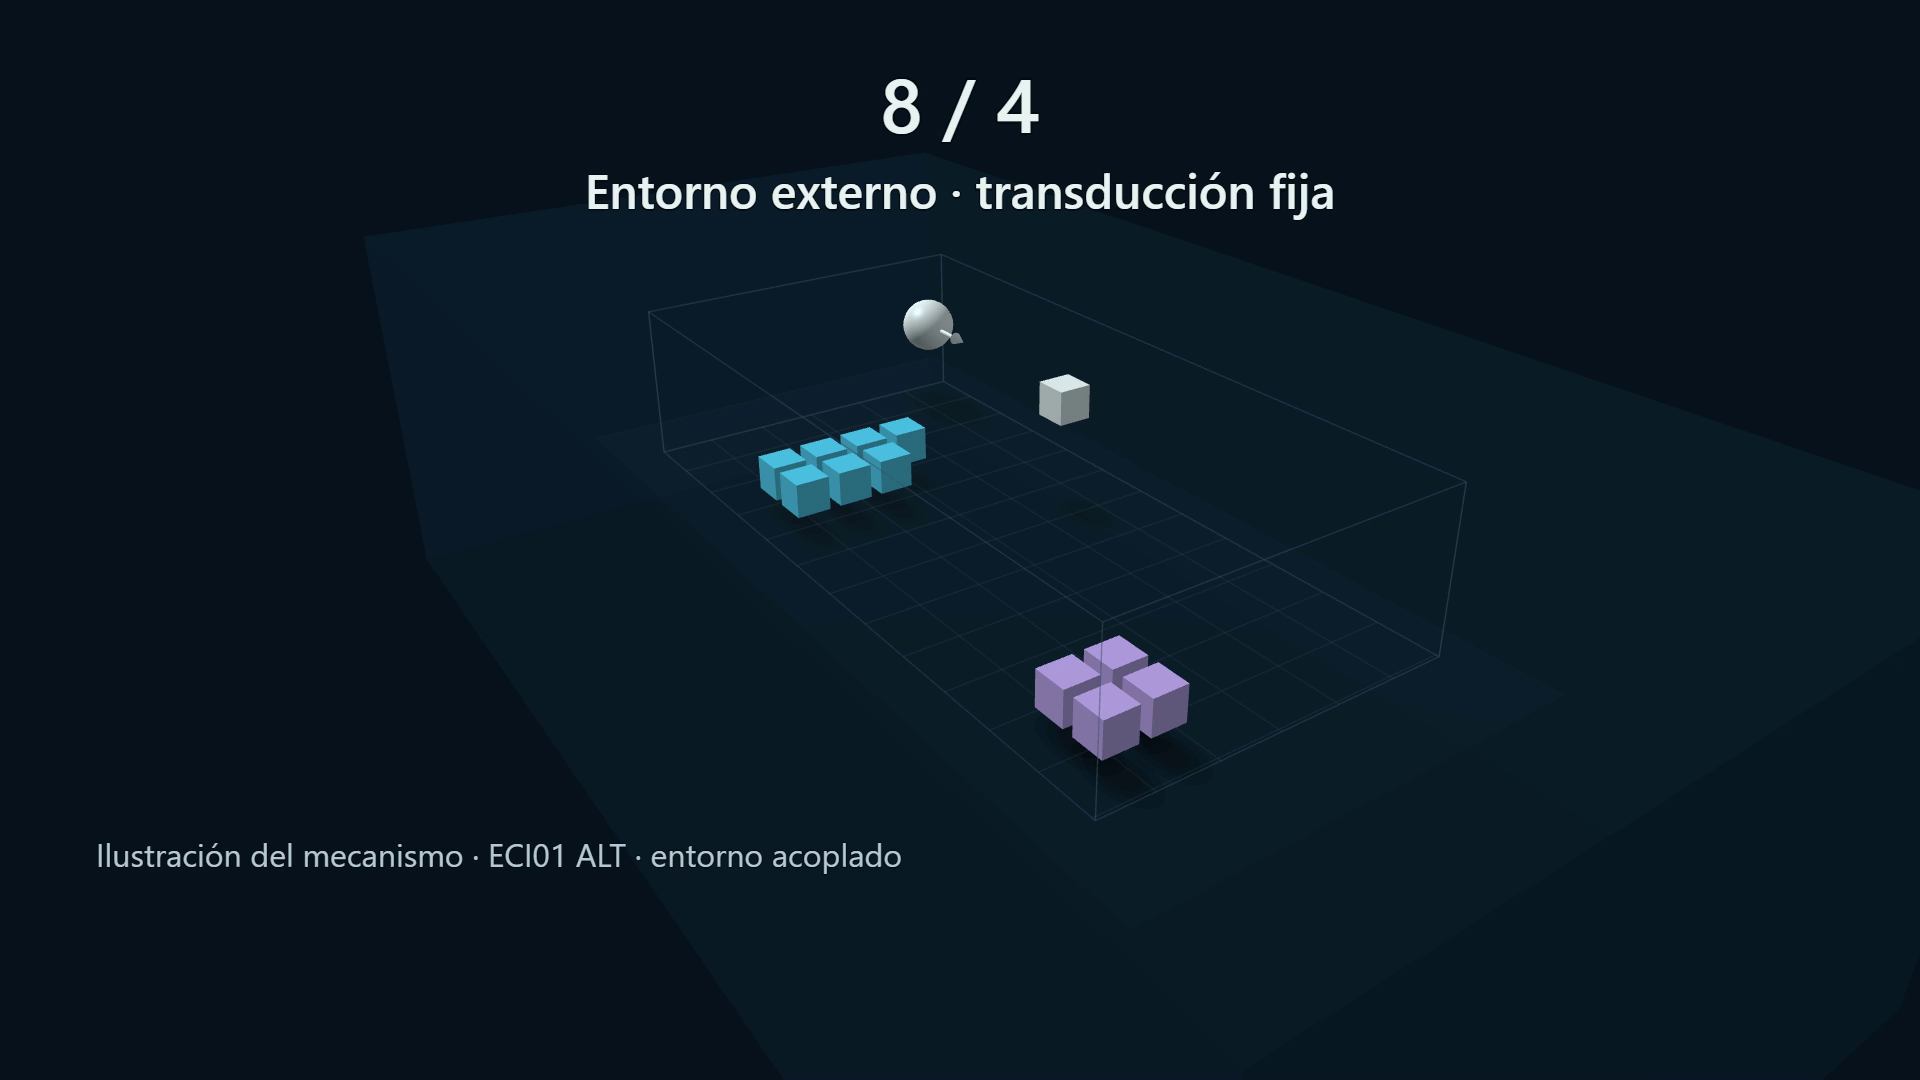 8 / 4
Entorno externo · transducción fija
Ilustración del mecanismo · ECI01 ALT · entorno acoplado